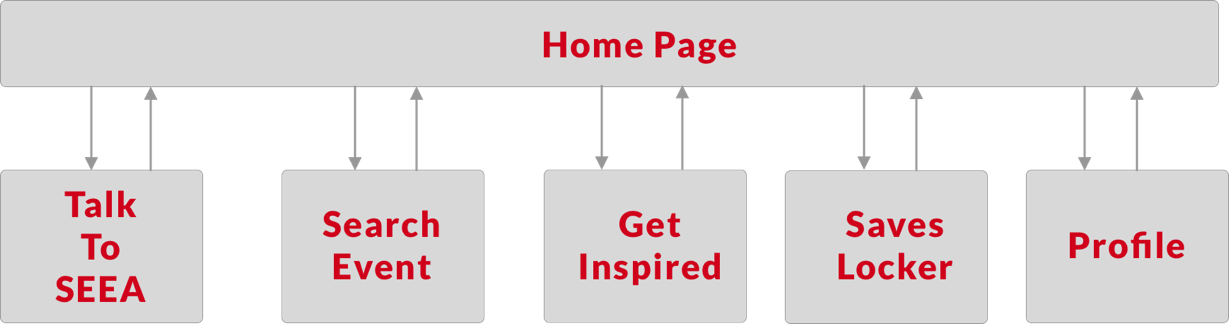 Home Page
Talk
To
SEEA
Search
Event
Get
Inspired
Saves
Locker
Profile